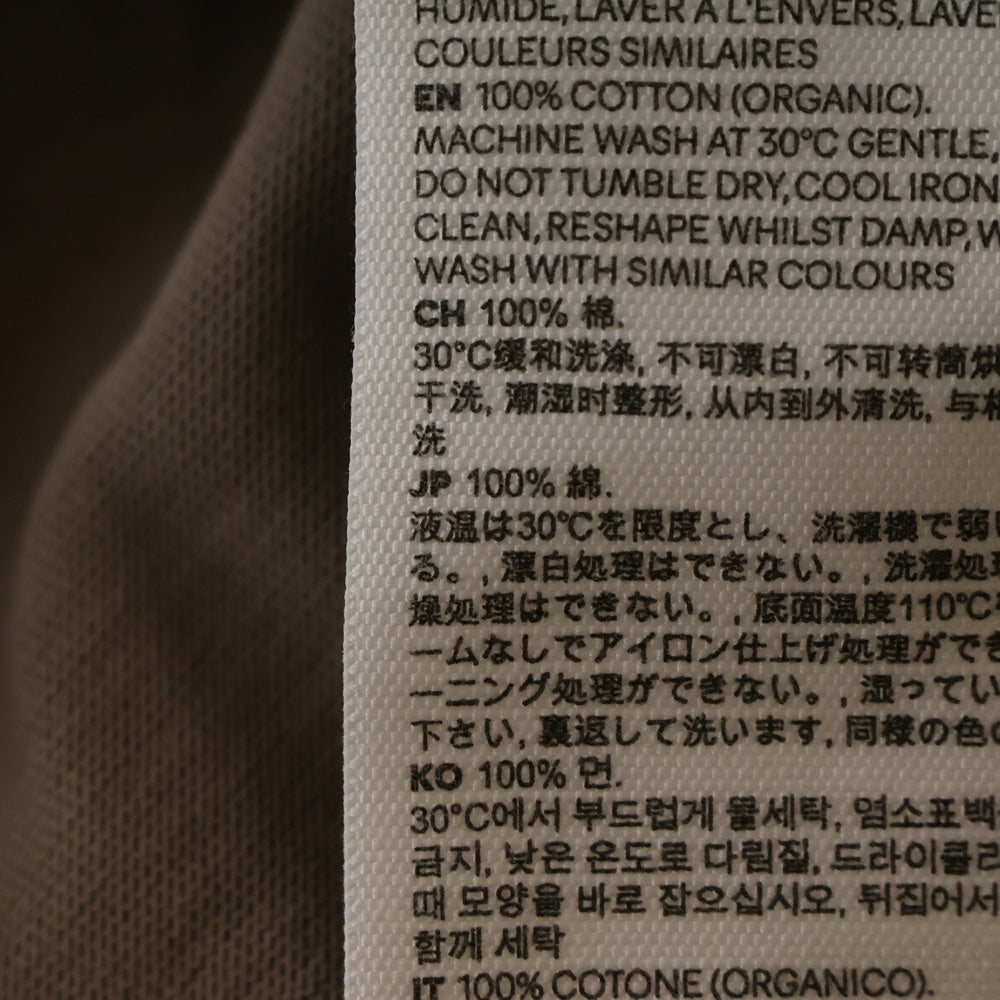 HUMIDE, LAVER A L'ENVERS, LAVE
COULEURS SIMILAIRES
EN 100% COTTON (ORGANIC).
MACHINE WASH AT 30°C GENTLE,
DO NOT TUMBLE DRY, COOL IRON
CLEAN, RESHAPE WHILST DAMP, W
WASH WITH SIMILAR COLOURS
CH 100% 棉.
30°C缓和洗涤, 不可漂白, 不可转筒烘
干洗, 潮湿时整形, 从内到外清洗, 与相
洗
JP 100% 綿.
液温は30℃を限度とし、洗濯機で弱
る。, 漂白処理はできない。, 洗濯処理
燥処理はできない。, 底面温度110℃
ームなしでアイロン仕上げ処理ができ
ーニング処理ができない。, 湿ってい
下さい, 裏返して洗います, 同様の色の
KO 100% 면.
30°C에서 부드럽게 물세탁, 염소표백
금지, 낮은 온도로 다림질, 드라이클리
때 모양을 바로 잡으십시오, 뒤집어서
함께 세탁
IT 100% COTONE (ORGANICO).